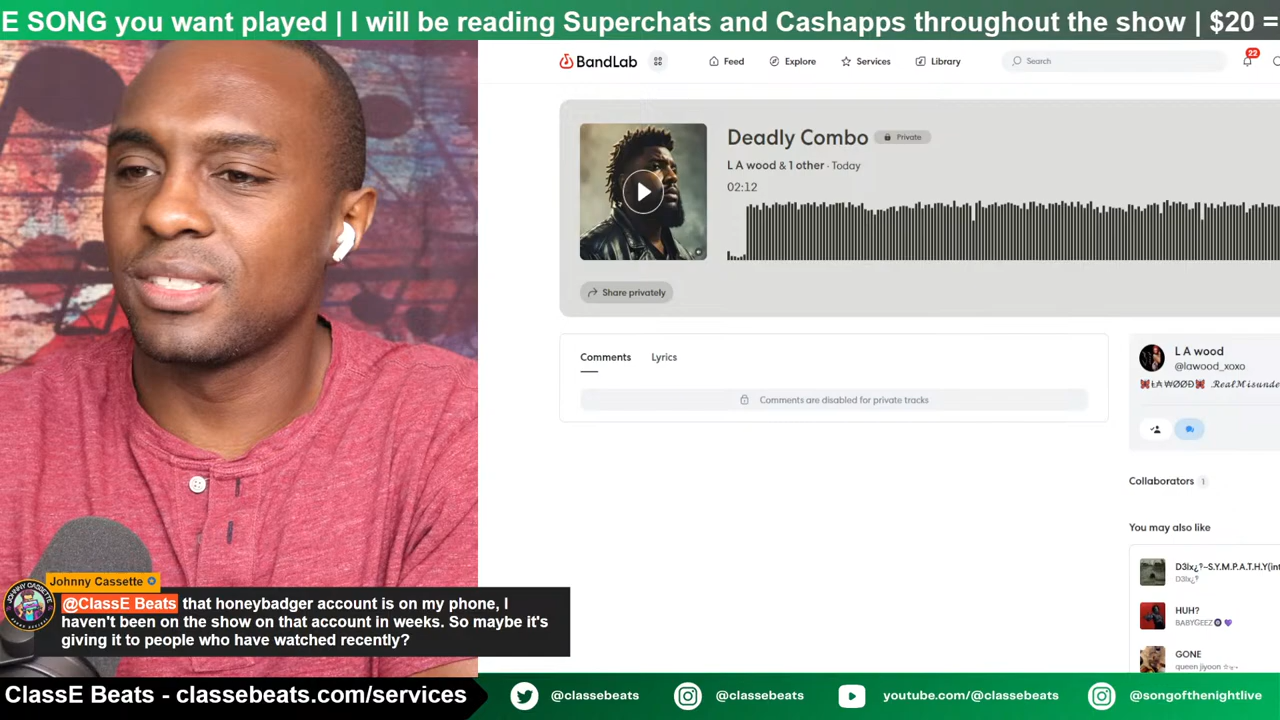 E SONG you want played | I will be reading Superchats and Cashapps throughout the show | $20 =
BandLab
Feed
Explore
Services
Library
Search
22
Deadly Combo
Private
L A wood & 1 other · Today
02:12
Share privately
Comments
Lyrics
Comments are disabled for private tracks
L A wood
@lawood_xoxo
Collaborators 1
You may also like
HUH?
BABYGEEZ
GONE
queen jiyoon
Johnny Cassette
@ClassE Beats that honeybadger account is on my phone, I
haven't been on the show on that account in weeks. So maybe it's
giving it to people who have watched recently?
ClassE Beats - classebeats.com/services
@classebeats
@classebeats
youtube.com/@classebeats
@songofthenightlive